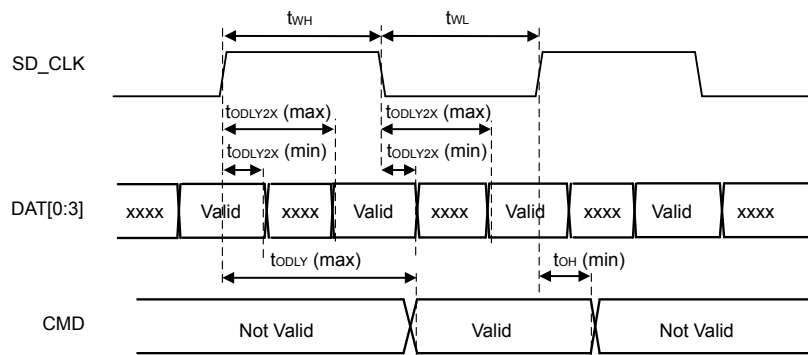 tWH tWL
SD_CLK
tODLY2X (max) tODLY2X (max)
tODLY2X (min) tODLY2X (min)
DAT[0:3] xxxx Valid xxxx Valid xxxx Valid xxxx Valid xxxx
tODLY (max) tOH (min)
CMD Not Valid Valid Not Valid